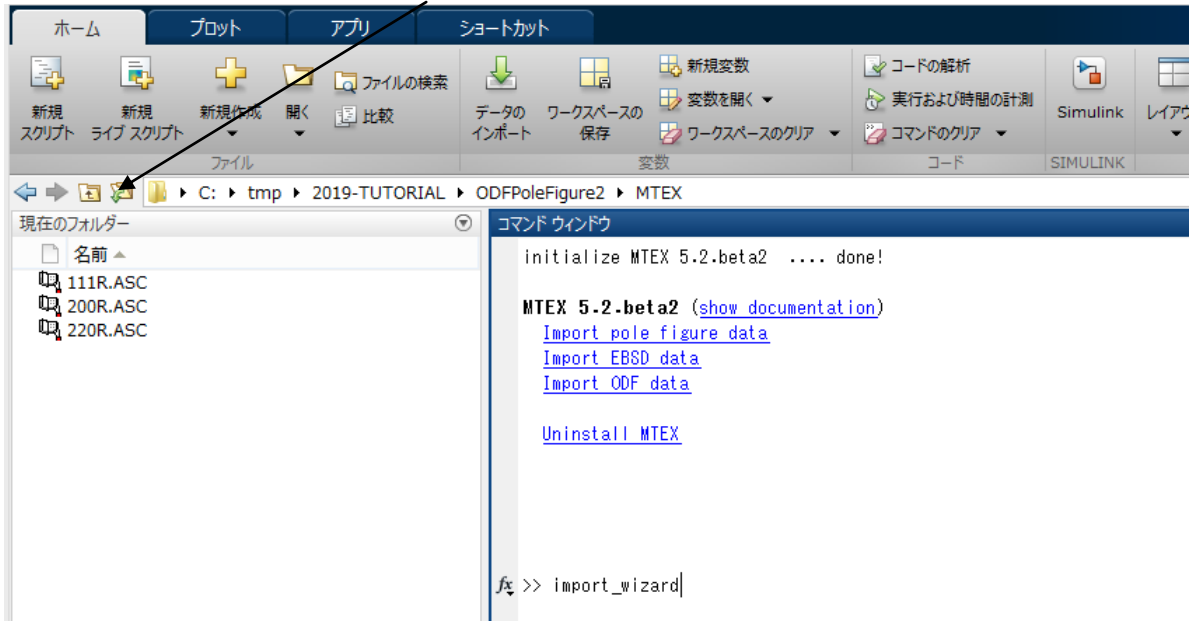 ホーム プロット アプリ ショートカット
新規
スクリプト
新規
ライブ スクリプト
新規作成
開く
ファイルの検索
比較
ファイル
データの
インポート
ワークスペースの
保存
新規変数
変数を開く
ワークスペースのクリア
変数
コードの解析
実行および時間の計測
コマンドのクリア
コード
Simulink
SIMULINK
レイアウ
C: tmp 2019-TUTORIAL ODFPoleFigure2 MTEX
現在のフォルダー
名前
111R.ASC
200R.ASC
220R.ASC
コマンド ウィンドウ
initialize MTEX 5.2.beta2 .... done!
MTEX 5.2.beta2 (show documentation)
Import pole figure data
Import EBSD data
Import ODF data
Uninstall MTEX
fx >> import_wizard